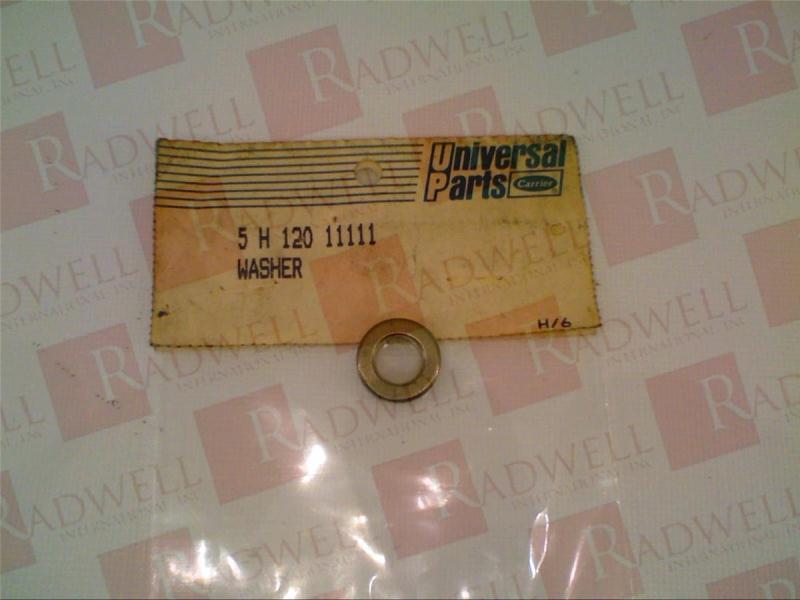 Universal
Parts
Carrier
5 H 120 11111
WASHER
H/6
RADWELL
INTERNATIONAL, INC